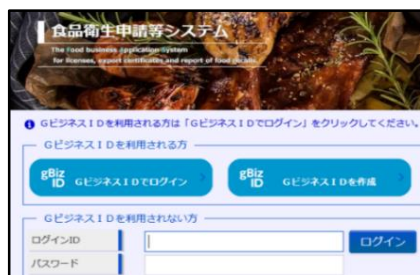 食品衛生申請等システム
The Food business Application System
for licenses, export certificates and report of food
GビジネスIDを利用される方は「GビジネスIDでログイン」をクリックしてください。
GビジネスIDを利用される方
gBiz ID GビジネスIDでログイン
gBiz ID GビジネスIDを作成
GビジネスIDを利用されない方
ログインID
ログイン
パスワード